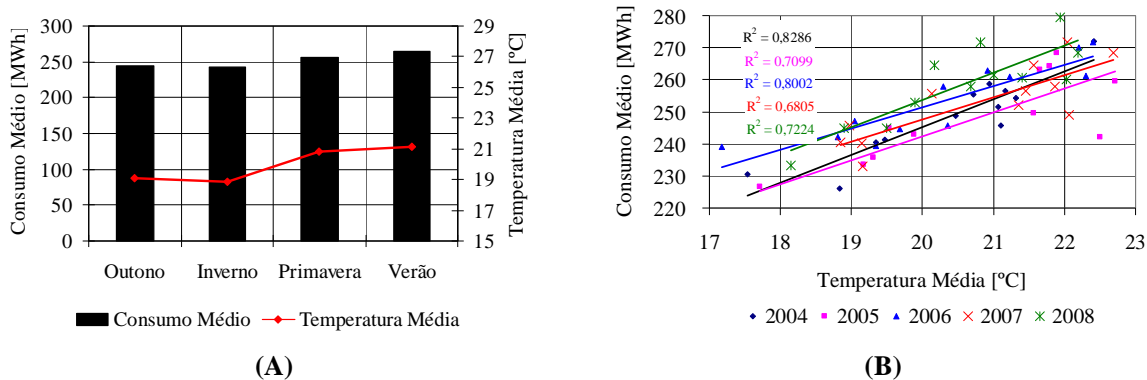 Consumo Médio [MWh]
300
250
200
150
100
50
0
29
27
25
23
21
19
17
15
Temperatura Média [ºC]
Outono Inverno Primavera Verão
Consumo Médio Temperatura Média
(A)
Consumo Médio [MWh]
280
270
260
250
240
230
220
R² = 0,8286
R² = 0,7099
R² = 0,8002
R² = 0,6805
R² = 0,7224
17 18 19 20 21 22 23
Temperatura Média [ºC]
2004 2005 2006 2007 2008
(B)